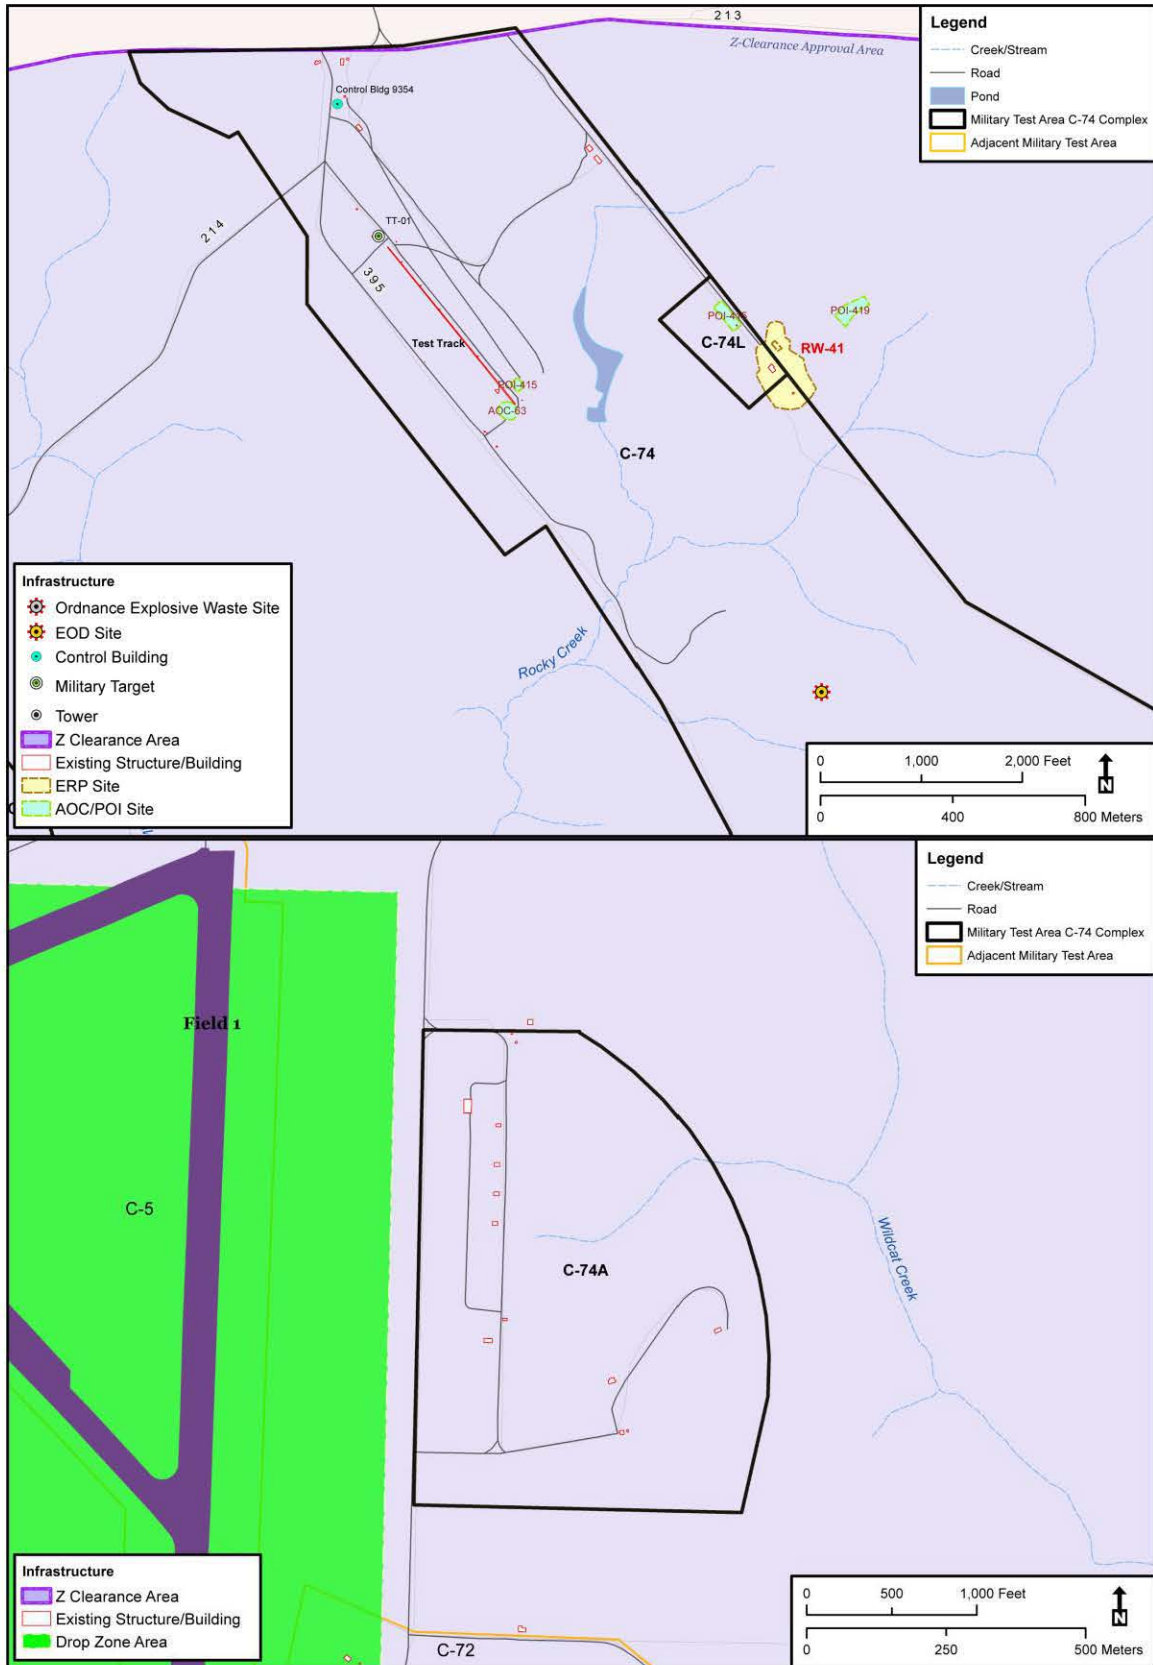 213
Z-Clearance Approval Area
Legend
Creek/Stream
Road
Pond
Military Test Area C-74 Complex
Adjacent Military Test Area
Control Bldg 9354
214
TT-01
395
Test Track
POI-415
AOC-63
C-74L
POI-419
RW-41
C-74
Rocky Creek
Infrastructure
Ordnance Explosive Waste Site
EOD Site
Control Building
Military Target
Tower
Z Clearance Area
Existing Structure/Building
ERP Site
AOC/POI Site
0 1,000 2,000 Feet
N
0 400 800 Meters
Legend
Creek/Stream
Road
Military Test Area C-74 Complex
Adjacent Military Test Area
Field 1
C-5
C-74A
Wildcat Creek
Infrastructure
Z Clearance Area
Existing Structure/Building
Drop Zone Area
C-72
0 500 1,000 Feet
N
0 250 500 Meters